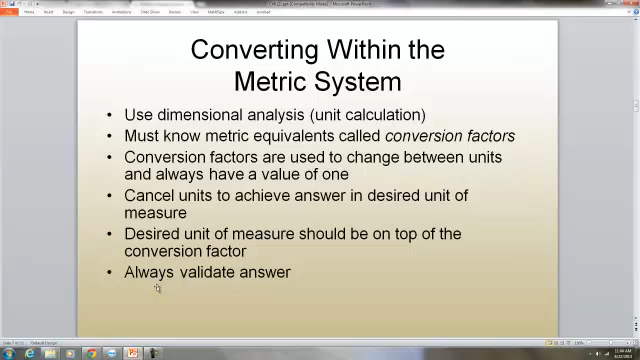 Converting Within the
Metric System
• Use dimensional analysis (unit calculation)
• Must know metric equivalents called conversion factors
• Conversion factors are used to change between units
and always have a value of one
• Cancel units to achieve answer in desired unit of
measure
• Desired unit of measure should be on top of the
conversion factor
• Always validate answer